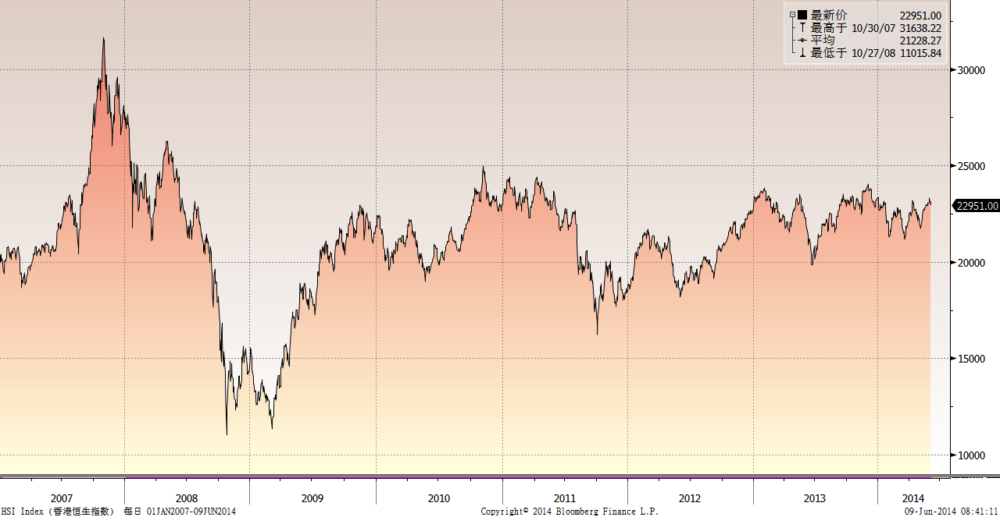 最新价 22951.00
最高于 10/30/07 31638.22
平均 21228.27
最低于 10/27/08 11015.84
30000
25000
22951.00
20000
15000
10000
2007 2008 2009 2010 2011 2012 2013 2014
HSI Index (香港恒生指数) 每日 01JAN2007-09JUN2014 Copyright© 2014 Bloomberg Finance L.P. 09-Jun-2014 08:41:11